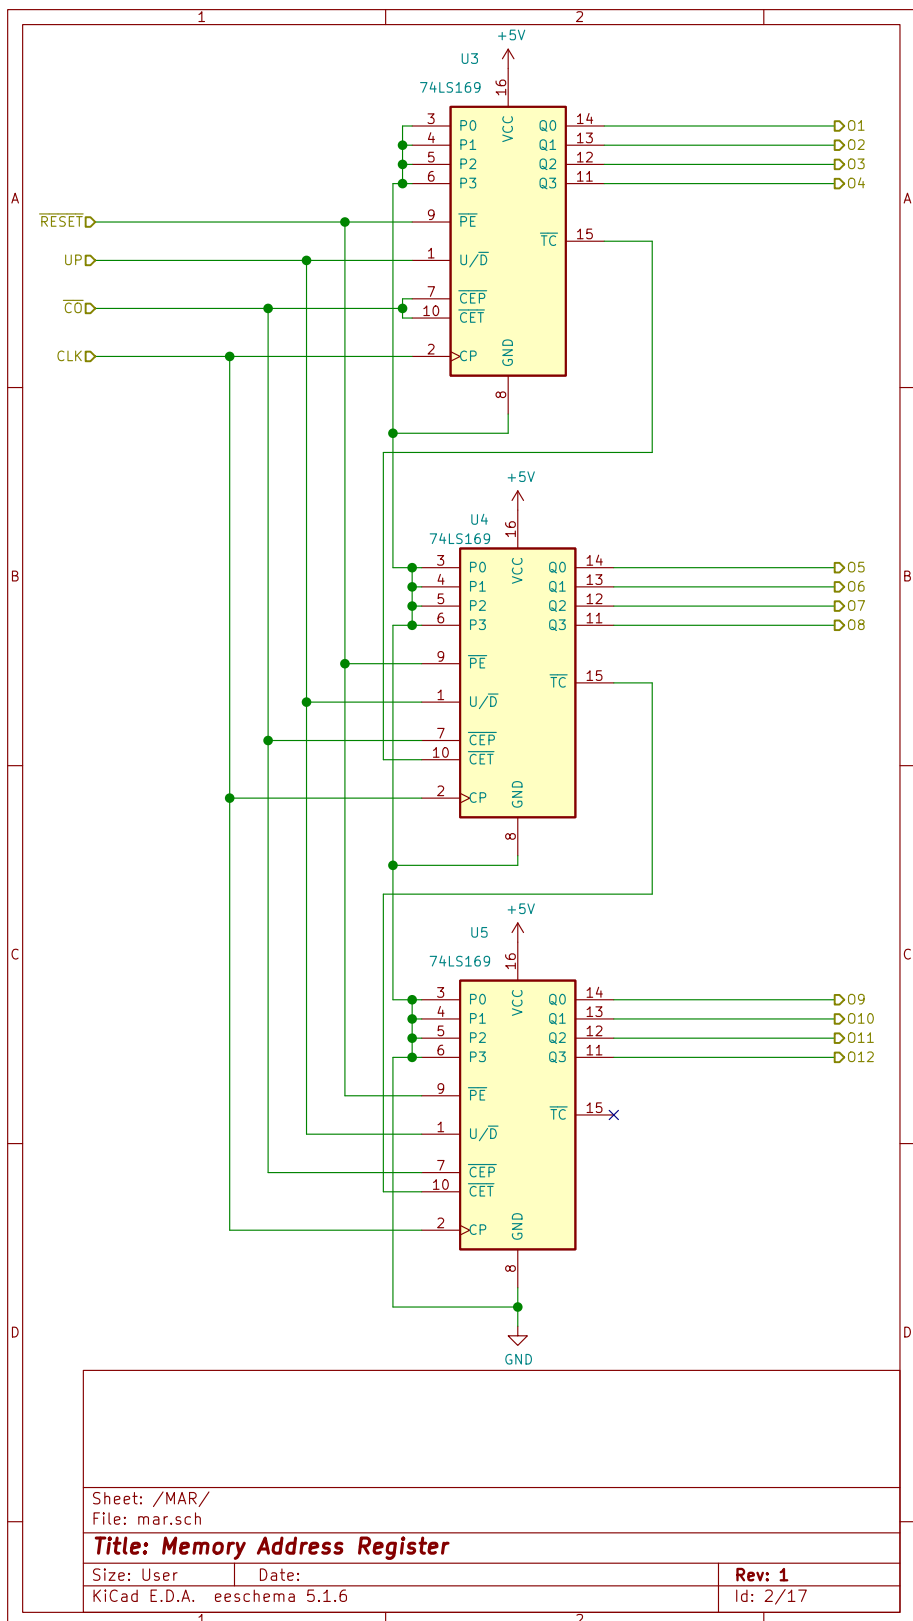 1 2
+5V
U3
74LS169
16
3 P0 VCC Q0 14 O1
4 P1 Q1 13 O2
5 P2 Q2 12 O3
6 P3 Q3 11 O4
A A
RESET 9 PE
TC 15
UP 1 U/D
7 CEP
CO
10 CET
CLK 2 CP GND
8
+5V
U4
16
74LS169
3 P0 VCC Q0 14 O5
B B
4 P1 Q1 13 O6
5 P2 Q2 12 O7
6 P3 Q3 11 O8
9 PE
TC 15
1 U/D
7 CEP
10 CET
2 CP GND
8
+5V
U5
C C
74LS169
16
3 P0 VCC Q0 14 O9
4 P1 Q1 13 O10
5 P2 Q2 12 O11
6 P3 Q3 11 O12
9 PE
TC 15
1 U/D
7 CEP
10 CET
2 CP GND
8
D D
GND
Sheet: /MAR/
File: mar.sch
Title: Memory Address Register
Size: User Date: Rev: 1
KiCad E.D.A. eeschema 5.1.6 Id: 2/17
1 2